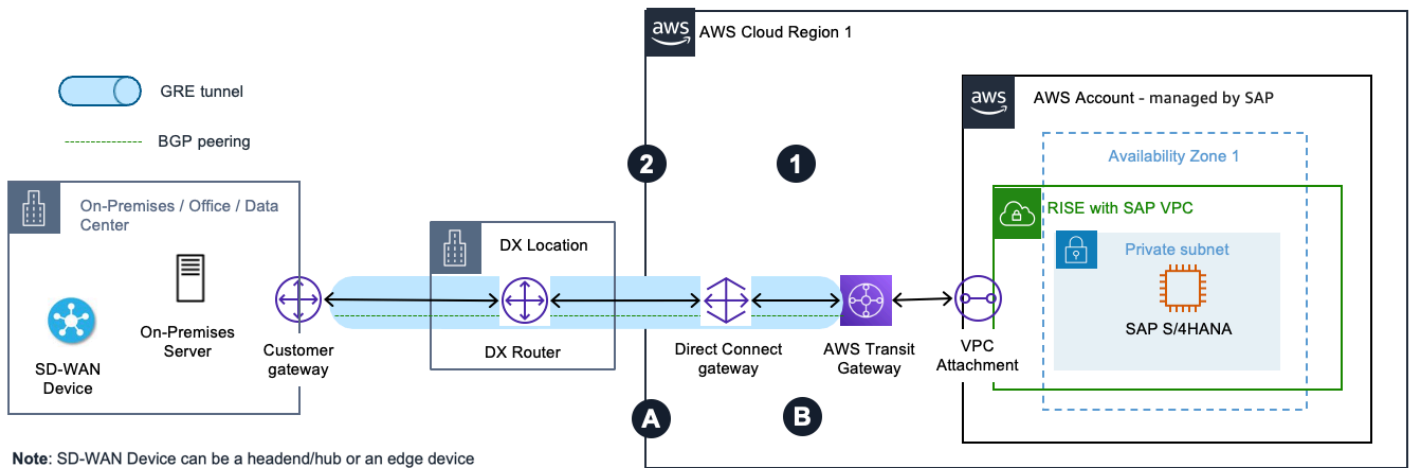 aws
AWS Cloud Region 1
GRE tunnel
BGP peering
aws
AWS Account - managed by SAP
2
1
Availability Zone 1
On-Premises / Office / Data
Center
RISE with SAP VPC
DX Location
Private subnet
SAP S/4HANA
On-Premises
Server
SD-WAN
Device
Customer
gateway
DX Router
Direct Connect
gateway
AWS Transit
Gateway
VPC
Attachment
A
B
Note: SD-WAN Device can be a headend/hub or an edge device